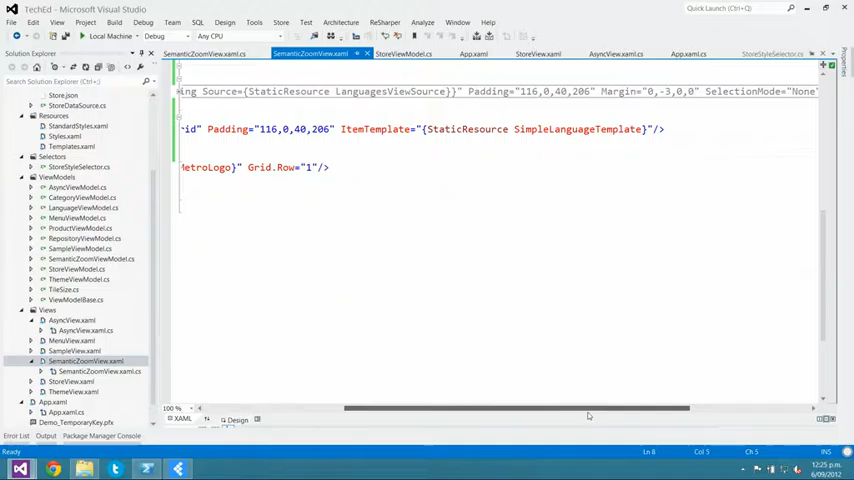 TechEd - Microsoft Visual Studio
Quick Launch (Ctrl+Q)
File Edit View Project Build Debug Team SQL Design Test Architecture ReSharper Analyze Window Help
Local Machine Debug Any CPU
Solution Explorer
Search Solution Explorer (Ctrl+;)
Store.json
StoreDataSource.cs
Resources
StandardStyles.xaml
Styles.xaml
Templates.xaml
Selectors
StoreStyleSelector.cs
ViewModels
AsyncViewModel.cs
CategoryViewModel.cs
LanguageViewModel.cs
MenuViewModel.cs
ProductViewModel.cs
RepositoryViewModel.cs
SampleViewModel.cs
SemanticZoomViewModel.cs
StoreViewModel.cs
ThemeViewModel.cs
TileSize.cs
ViewModelBase.cs
Views
AsyncView.xaml
AsyncView.xaml.cs
MenuView.xaml
SampleView.xaml
SemanticZoomView.xaml
SemanticZoomView.xaml.cs
StoreView.xaml
ThemeView.xaml
App.xaml
App.xaml.cs
Demo_TemporaryKey.pfx
SemanticZoomView.xaml.cs SemanticZoomView.xaml StoreViewModel.cs App.xaml StoreView.xaml AsyncView.xaml.cs App.xaml.cs StoreStyleSelector.cs
ing Source={StaticResource LanguagesViewSource}}" Padding="116,0,40,206" Margin="0,-3,0,0" SelectionMode="None"
id" Padding="116,0,40,206" ItemTemplate="{StaticResource SimpleLanguageTemplate}"/>
MetroLogo}" Grid.Row="1"/>
Properties
100 %
XAML Design
Error List Output Package Manager Console
Ready Ln 8 Col 5 Ch 5 INS
12:25 p.m.
6/09/2012